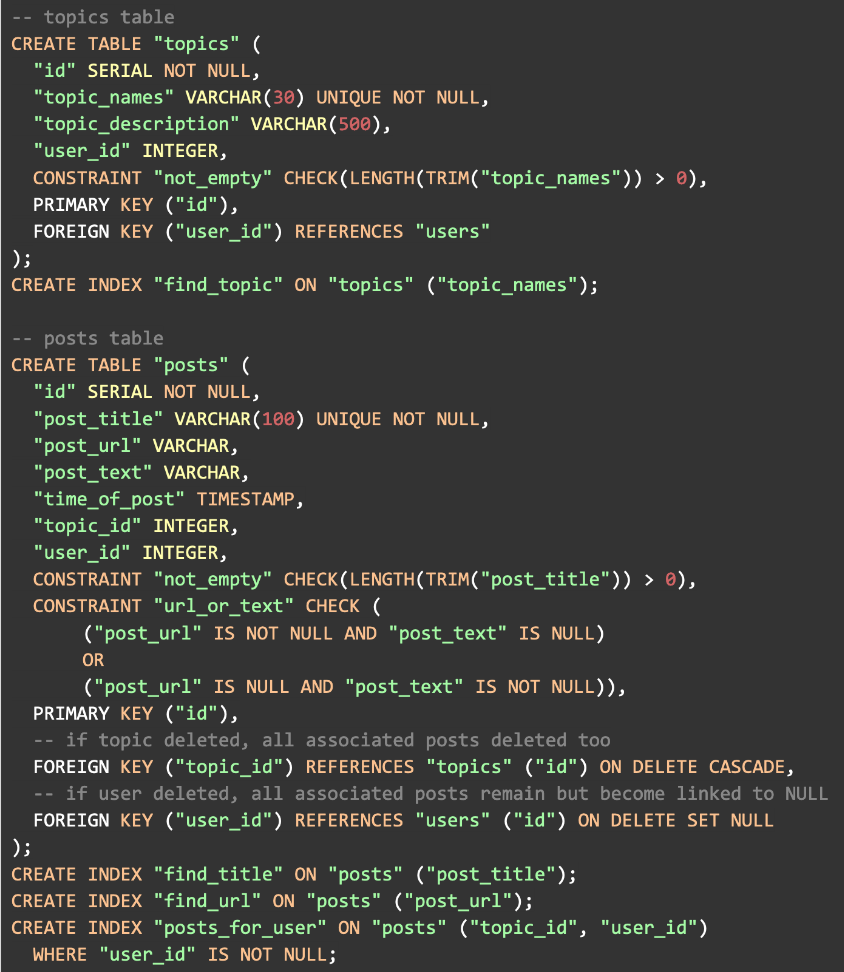 -- topics table
CREATE TABLE "topics" (
  "id" SERIAL NOT NULL,
  "topic_names" VARCHAR(30) UNIQUE NOT NULL,
  "topic_description" VARCHAR(500),
  "user_id" INTEGER,
  CONSTRAINT "not_empty" CHECK(LENGTH(TRIM("topic_names")) > 0),
  PRIMARY KEY ("id"),
  FOREIGN KEY ("user_id") REFERENCES "users"
);
CREATE INDEX "find_topic" ON "topics" ("topic_names");

-- posts table
CREATE TABLE "posts" (
  "id" SERIAL NOT NULL,
  "post_title" VARCHAR(100) UNIQUE NOT NULL,
  "post_url" VARCHAR,
  "post_text" VARCHAR,
  "time_of_post" TIMESTAMP,
  "topic_id" INTEGER,
  "user_id" INTEGER,
  CONSTRAINT "not_empty" CHECK(LENGTH(TRIM("post_title")) > 0),
  CONSTRAINT "url_or_text" CHECK (
      ("post_url" IS NOT NULL AND "post_text" IS NULL)
      OR
      ("post_url" IS NULL AND "post_text" IS NOT NULL)),
  PRIMARY KEY ("id"),
  -- if topic deleted, all associated posts deleted too
  FOREIGN KEY ("topic_id") REFERENCES "topics" ("id") ON DELETE CASCADE,
  -- if user deleted, all associated posts remain but become linked to NULL
  FOREIGN KEY ("user_id") REFERENCES "users" ("id") ON DELETE SET NULL
);
CREATE INDEX "find_title" ON "posts" ("post_title");
CREATE INDEX "find_url" ON "posts" ("post_url");
CREATE INDEX "posts_for_user" ON "posts" ("topic_id", "user_id")
  WHERE "user_id" IS NOT NULL;